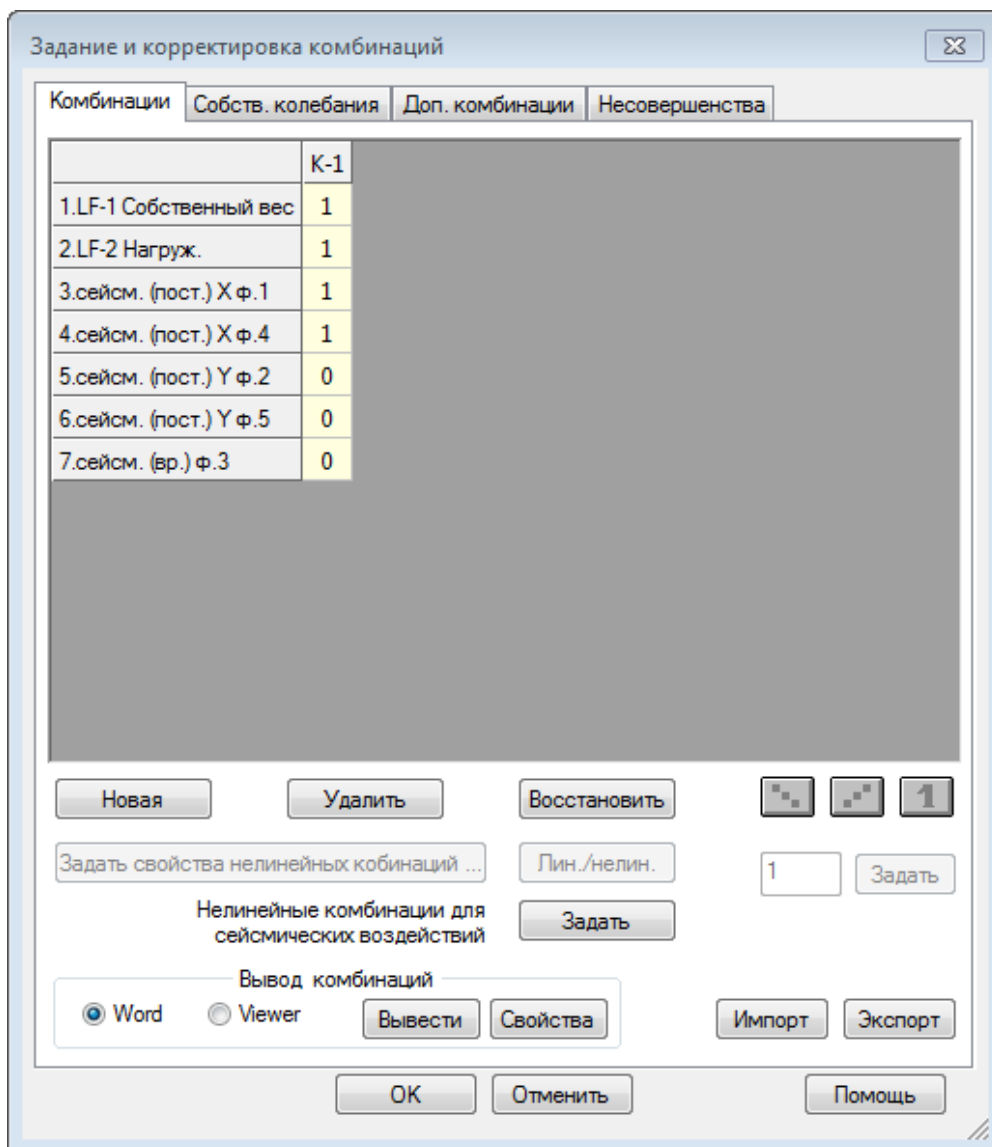 Задание и корректировка комбинаций
Комбинации Собств. колебания Доп. комбинации Несовершенства
К-1
1.LF-1 Собственный вес 1
2.LF-2 Нагруж. 1
3.сейсм. (пост.) X ф.1 1
4.сейсм. (пост.) X ф.4 1
5.сейсм. (пост.) Y ф.2 0
6.сейсм. (пост.) Y ф.5 0
7.сейсм. (вр.) ф.3 0
Новая Удалить Восстановить 1
Задать свойства нелинейных кобинаций ... Лин./нелин. 1 Задать
Нелинейные комбинации для
сейсмических воздействий Задать
Вывод комбинаций
Word Viewer Вывести Свойства Импорт Экспорт
OK Отменить Помощь